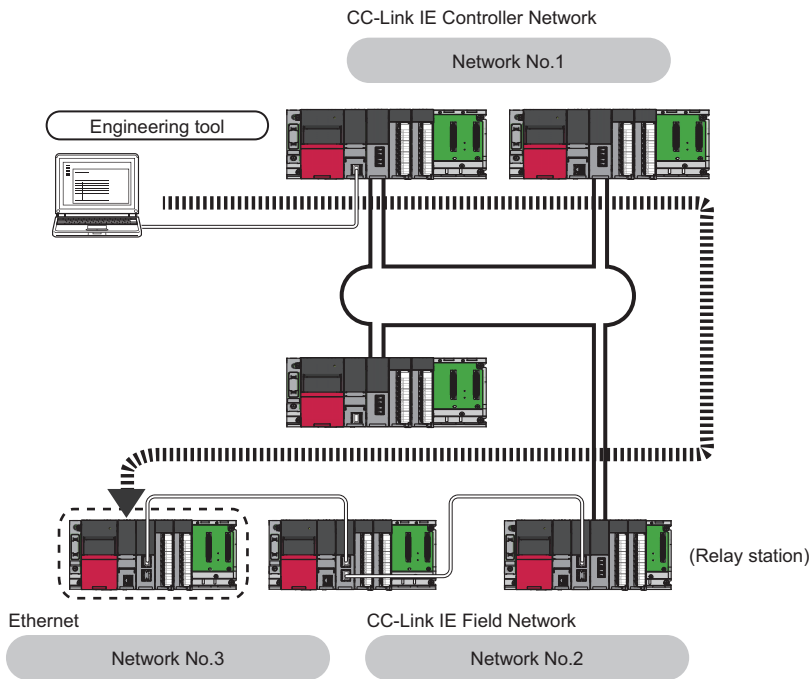 CC-Link IE Controller Network
Network No.1
Engineering tool
(Relay station)
Ethernet
CC-Link IE Field Network
Network No.3
Network No.2